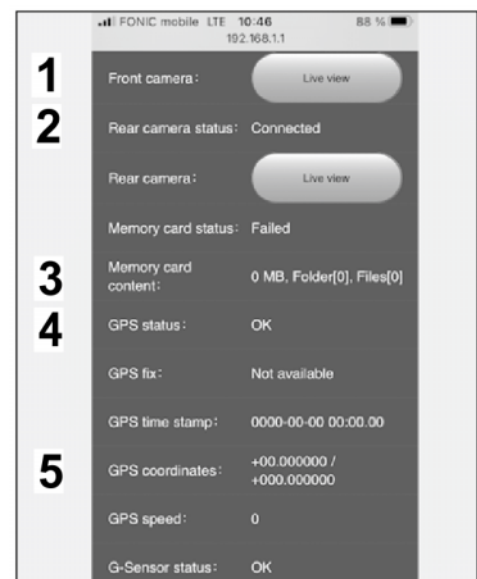 FONIC mobile LTE 10:46 88 %
192.168.1.1
1 Front camera: Live view
2 Rear camera status: Connected
Rear camera: Live view
Memory card status: Failed
3 Memory card
content: 0 MB, Folder[0], Files[0]
4 GPS status: OK
GPS fix: Not available
GPS time stamp: 0000-00-00 00:00.00
5 GPS coordinates: +00.000000 /
+000.000000
GPS speed: 0
G-Sensor status: OK